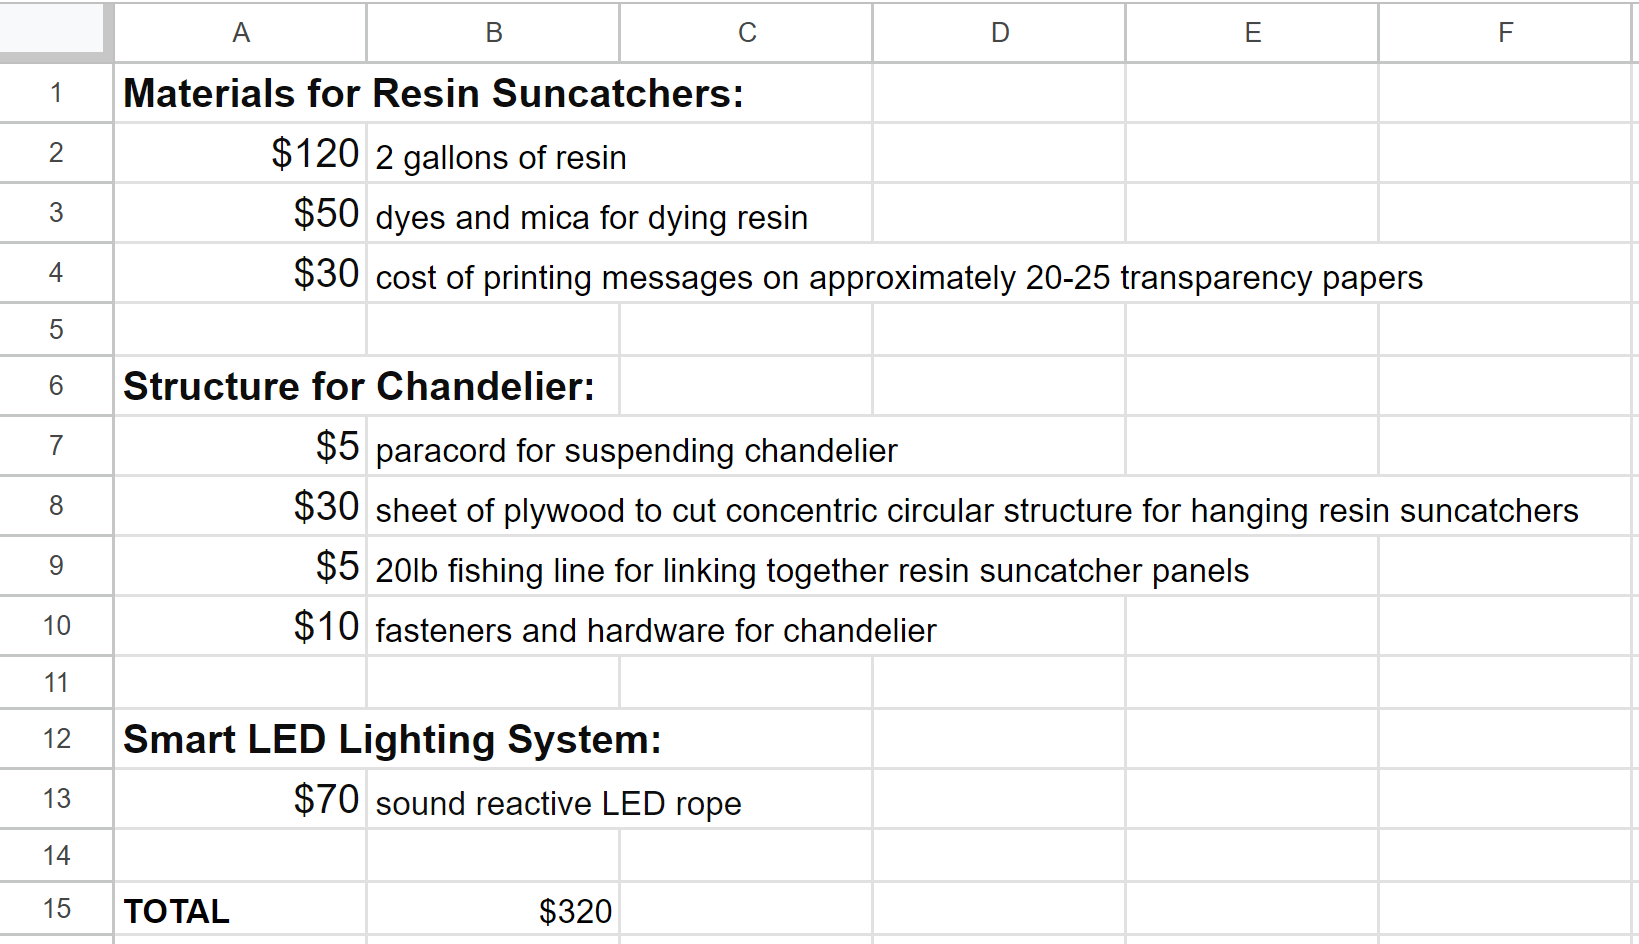 A B C D E F
1 Materials for Resin Suncatchers:
2 $120 2 gallons of resin
3 $50 dyes and mica for dying resin
4 $30 cost of printing messages on approximately 20-25 transparency papers
5
6 Structure for Chandelier:
7 $5 paracord for suspending chandelier
8 $30 sheet of plywood to cut concentric circular structure for hanging resin suncatchers
9 $5 20lb fishing line for linking together resin suncatcher panels
10 $10 fasteners and hardware for chandelier
11
12 Smart LED Lighting System:
13 $70 sound reactive LED rope
14
15 TOTAL $320